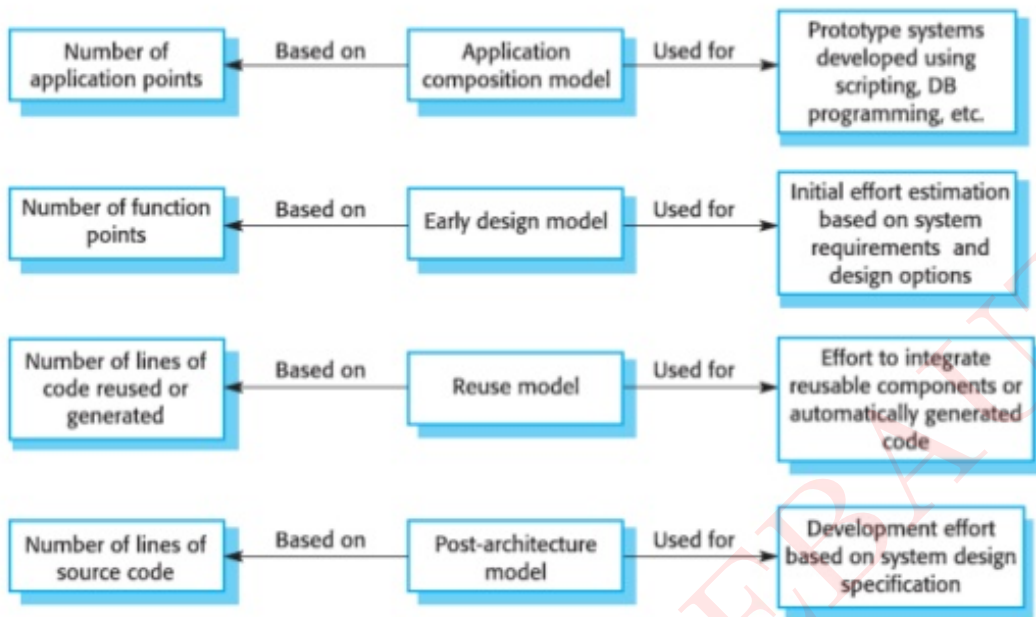 Number of
application points
Based on
Application
composition model
Used for
Prototype systems
developed using
scripting, DB
programming, etc.
Number of function
points
Based on
Early design model
Used for
Initial effort estimation
based on system
requirements and
design options
Number of lines of
code reused or
generated
Based on
Reuse model
Used for
Effort to integrate
reusable components or
automatically generated
code
Number of lines of
source code
Based on
Post-architecture
model
Used for
Development effort
based on system design
specification
EBAU